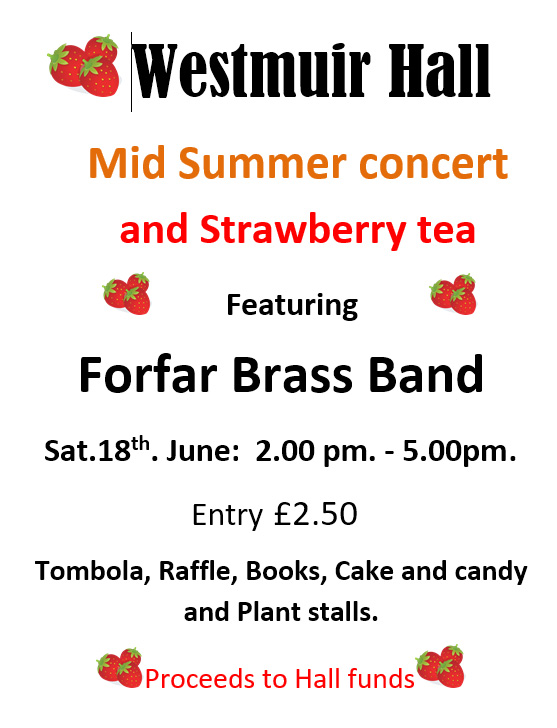 Westmuir Hall
Mid Summer concert
and Strawberry tea
Featuring
Forfar Brass Band
Sat.18th. June:  2.00 pm. - 5.00pm.
Entry £2.50
Tombola, Raffle, Books, Cake and candy
and Plant stalls.
Proceeds to Hall funds